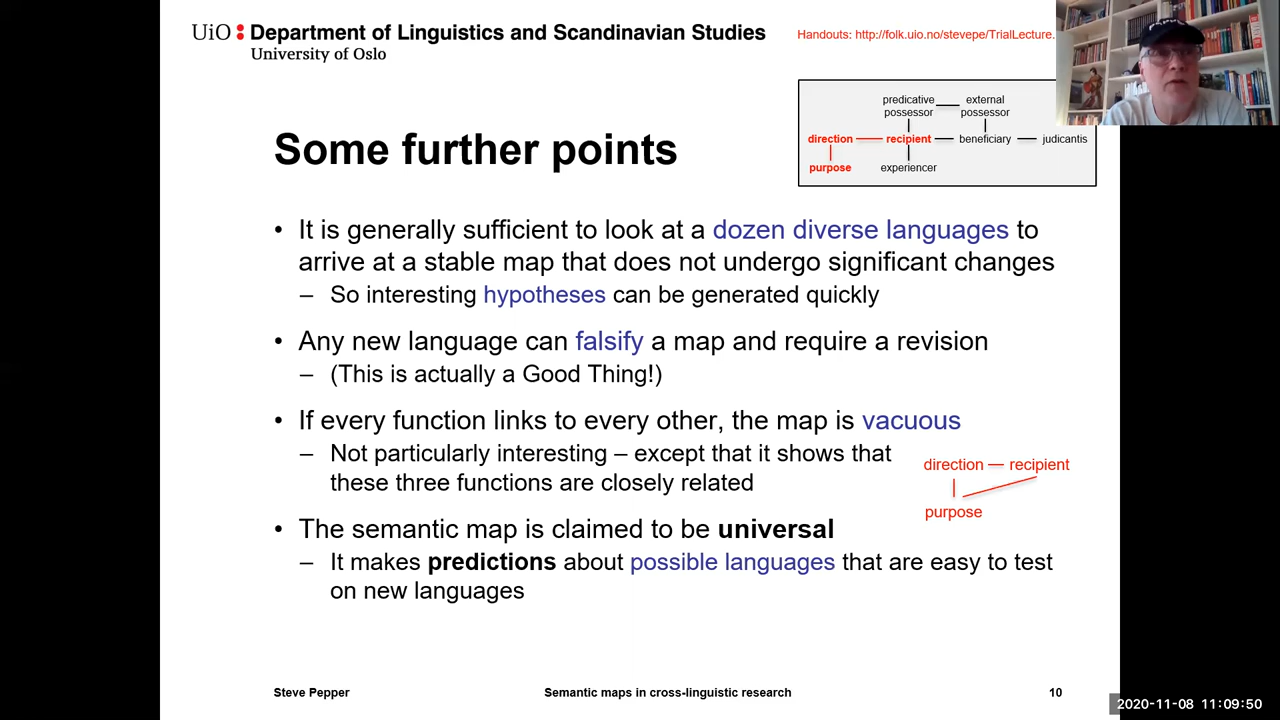 UiO : Department of Linguistics and Scandinavian Studies
University of Oslo
Handouts: http://folk.uio.no/stevepe/TrialLecture.
predicative external
possessor possessor
direction recipient beneficiary judicantis
purpose experiencer
Some further points
• It is generally sufficient to look at a dozen diverse languages to
arrive at a stable map that does not undergo significant changes
– So interesting hypotheses can be generated quickly
• Any new language can falsify a map and require a revision
– (This is actually a Good Thing!)
• If every function links to every other, the map is vacuous
– Not particularly interesting – except that it shows that
these three functions are closely related
direction recipient
purpose
• The semantic map is claimed to be universal
– It makes predictions about possible languages that are easy to test
on new languages
Steve Pepper Semantic maps in cross-linguistic research 10
2020-11-08 11:09:50